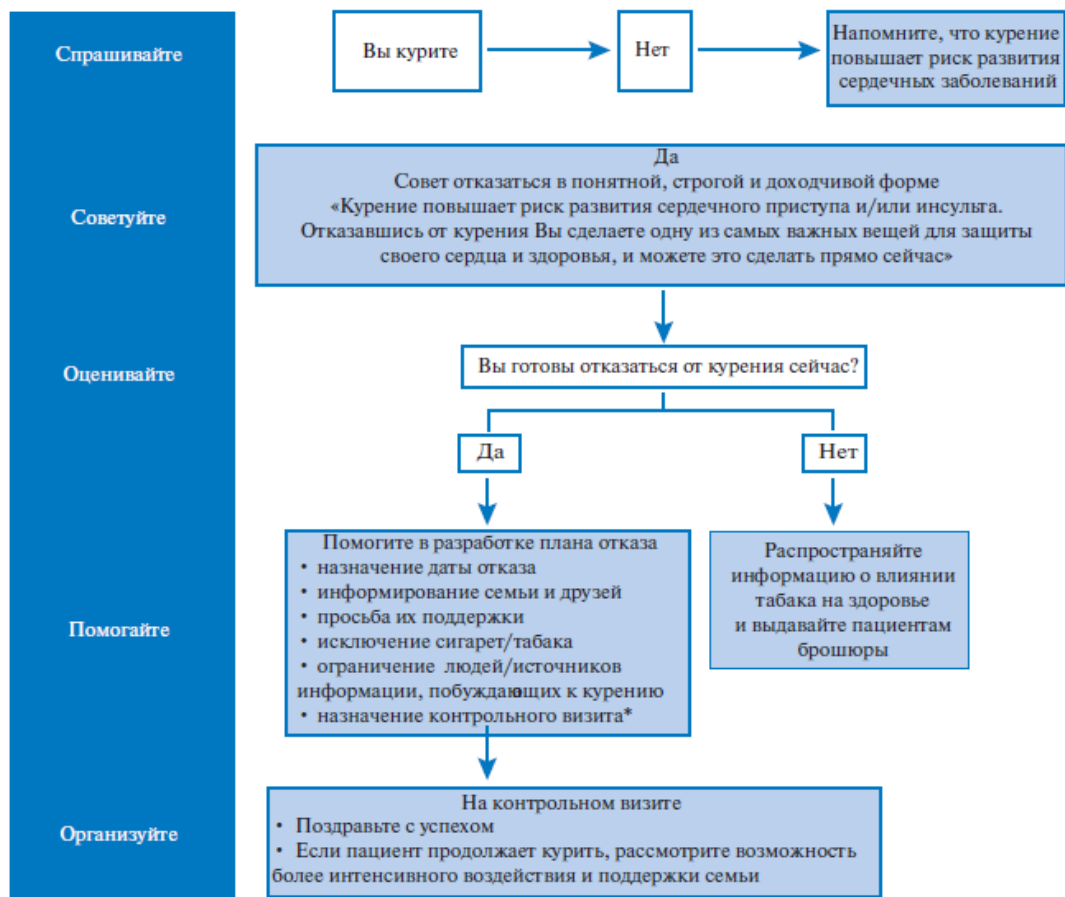 Спрашивайте
Вы курите
Нет
Напомните, что курение
повышает риск развития
сердечных заболеваний
Советуйте
Да
Совет отказаться в понятной, строгой и доходчивой форме
«Курение повышает риск развития сердечного приступа и/или инсульта.
Отказавшись от курения Вы сделаете одну из самых важных вещей для защиты
своего сердца и здоровья, и можете это сделать прямо сейчас»
Оценивайте
Вы готовы отказаться от курения сейчас?
Да
Нет
Помогайте
Помогите в разработке плана отказа
• назначение даты отказа
• информирование семьи и друзей
• просьба их поддержки
• исключение сигарет/табака
• ограничение людей/источников
информации, побуждающих к курению
• назначение контрольного визита*
Распространяйте
информацию о влиянии
табака на здоровье
и выдавайте пациентам
брошюры
Организуйте
На контрольном визите
• Поздравьте с успехом
• Если пациент продолжает курить, рассмотрите возможность
более интенсивного воздействия и поддержки семьи